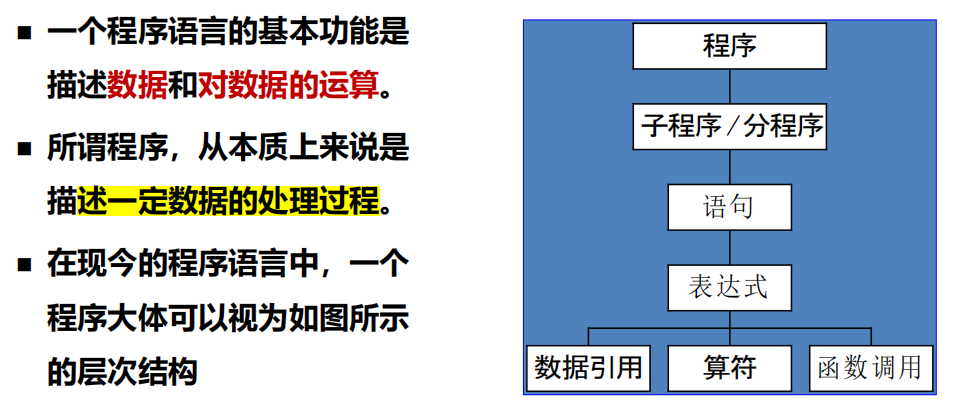 ■ 一个程序语言的基本功能是
描述数据和对数据的运算。
■ 所谓程序，从本质上来说是
描述一定数据的处理过程。
■ 在现今的程序语言中，一个
程序大体可以视为如图所示
的层次结构
程序
子程序/分程序
语句
表达式
数据引用
算符
函数调用